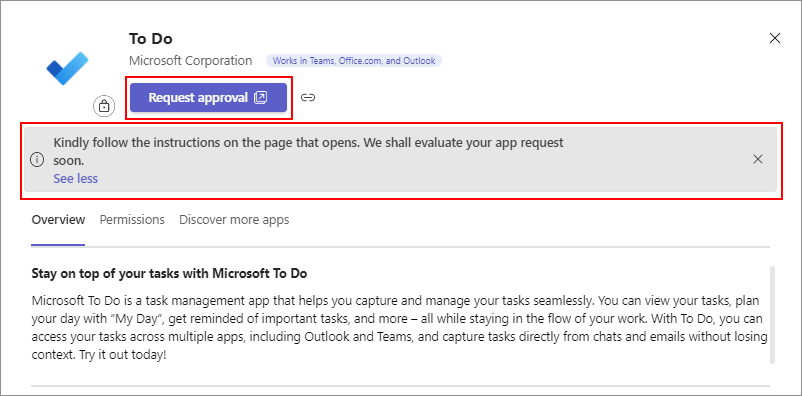 To Do
Microsoft Corporation
Works in Teams, Office.com, and Outlook
Request approval
Kindly follow the instructions on the page that opens. We shall evaluate your app request
soon.
See less
Overview
Permissions
Discover more apps
Stay on top of your tasks with Microsoft To Do
Microsoft To Do is a task management app that helps you capture and manage your tasks seamlessly. You can view your tasks, plan
your day with “My Day”, get reminded of important tasks, and more – all while staying in the flow of your work. With To Do, you can
access your tasks across multiple apps, including Outlook and Teams, and capture tasks directly from chats and emails without losing
context. Try it out today!